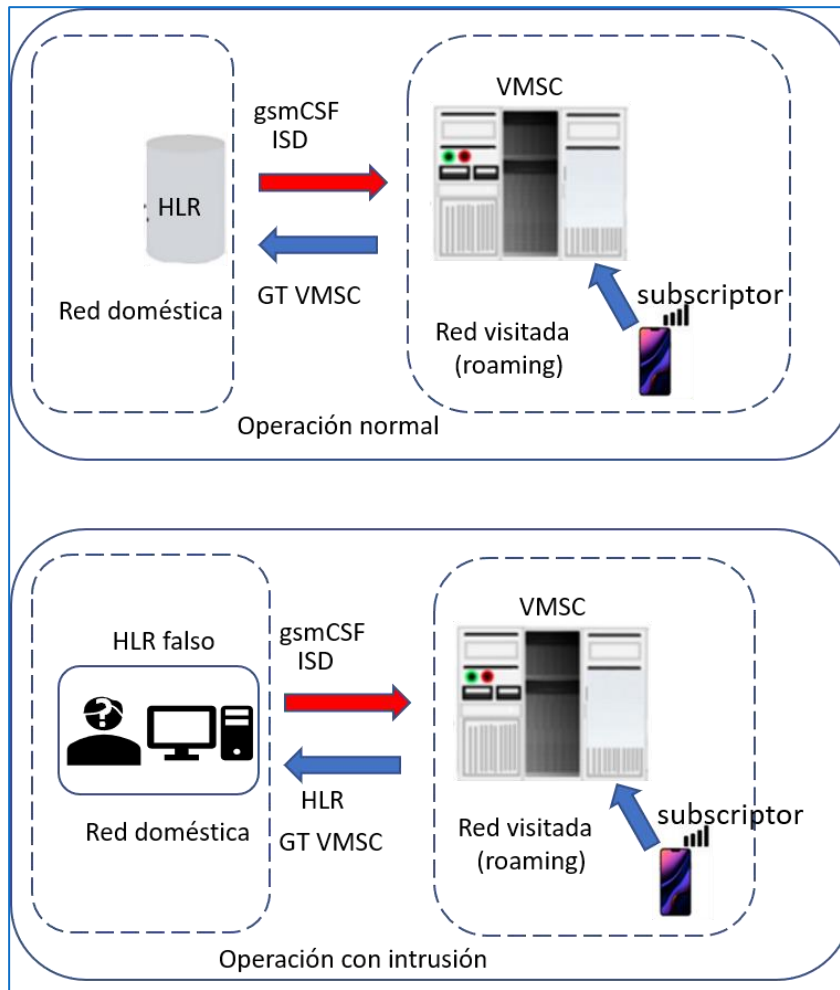 VMSC
gsmCSF
ISD
HLR
GT VMSC
subscriptor
Red doméstica
Red visitada
(roaming)
Operación normal
VMSC
HLR falso
gsmCSF
ISD
?
HLR
GT VMSC
subscriptor
Red doméstica
Red visitada
(roaming)
Operación con intrusión